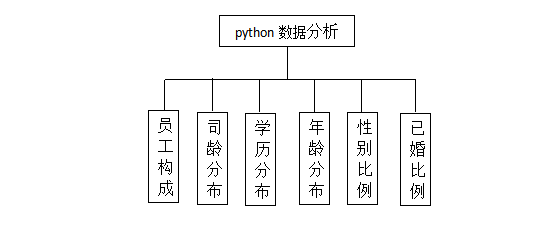 python 数据分析
员工构成
司龄分布
学历分布
年龄分布
性别比例
已婚比例